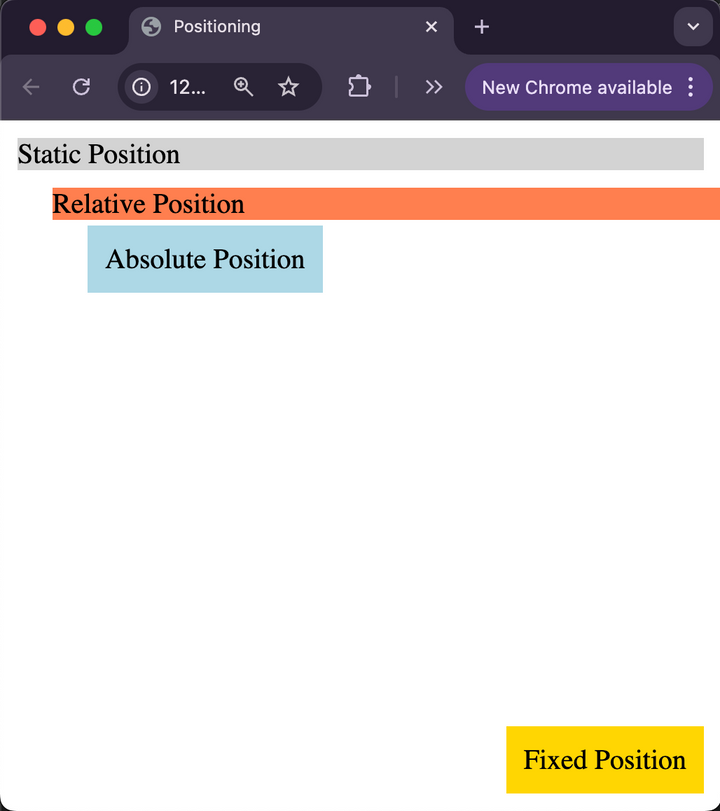 Positioning
12...
New Chrome available
Static Position
Relative Position
Absolute Position
Fixed Position